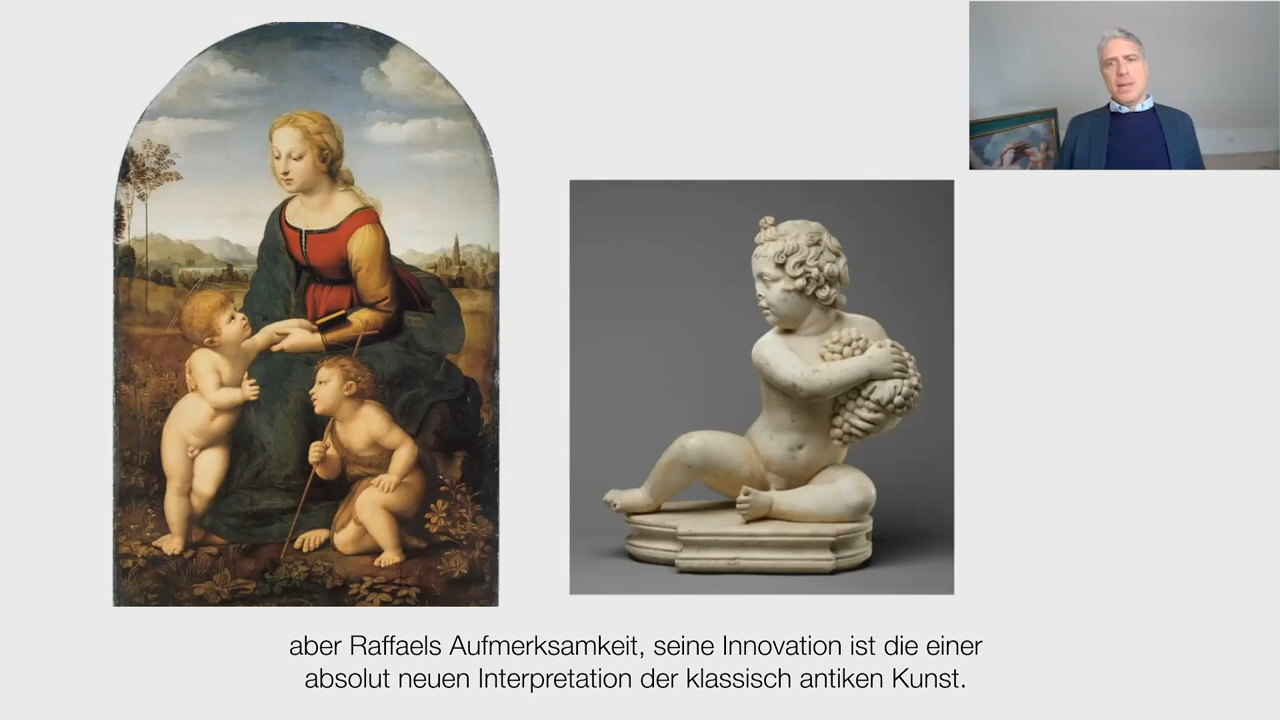 aber Raffaels Aufmerksamkeit, seine Innovation ist die einer
absolut neuen Interpretation der klassisch antiken Kunst.